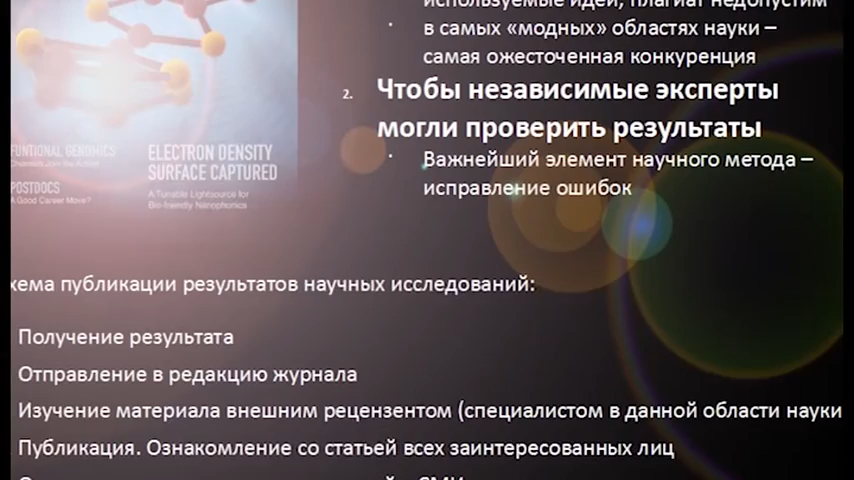 используемые идеи, плагиат недопустим
· в самых «модных» областях науки –
самая ожесточенная конкуренция
2. Чтобы независимые эксперты
могли проверить результаты
· Важнейший элемент научного метода –
исправление ошибок
FUNTIONAL GENOMICS
POSTDOCS
A Good Career Move?
ELECTRON DENSITY
SURFACE CAPTURED
A Tunable Lightsource for
Bio-friendly Nanophotonics
хема публикации результатов научных исследований:
Получение результата
Отправление в редакцию журнала
Изучение материала внешним рецензентом (специалистом в данной области науки
Публикация. Ознакомление со статьей всех заинтересованных лиц